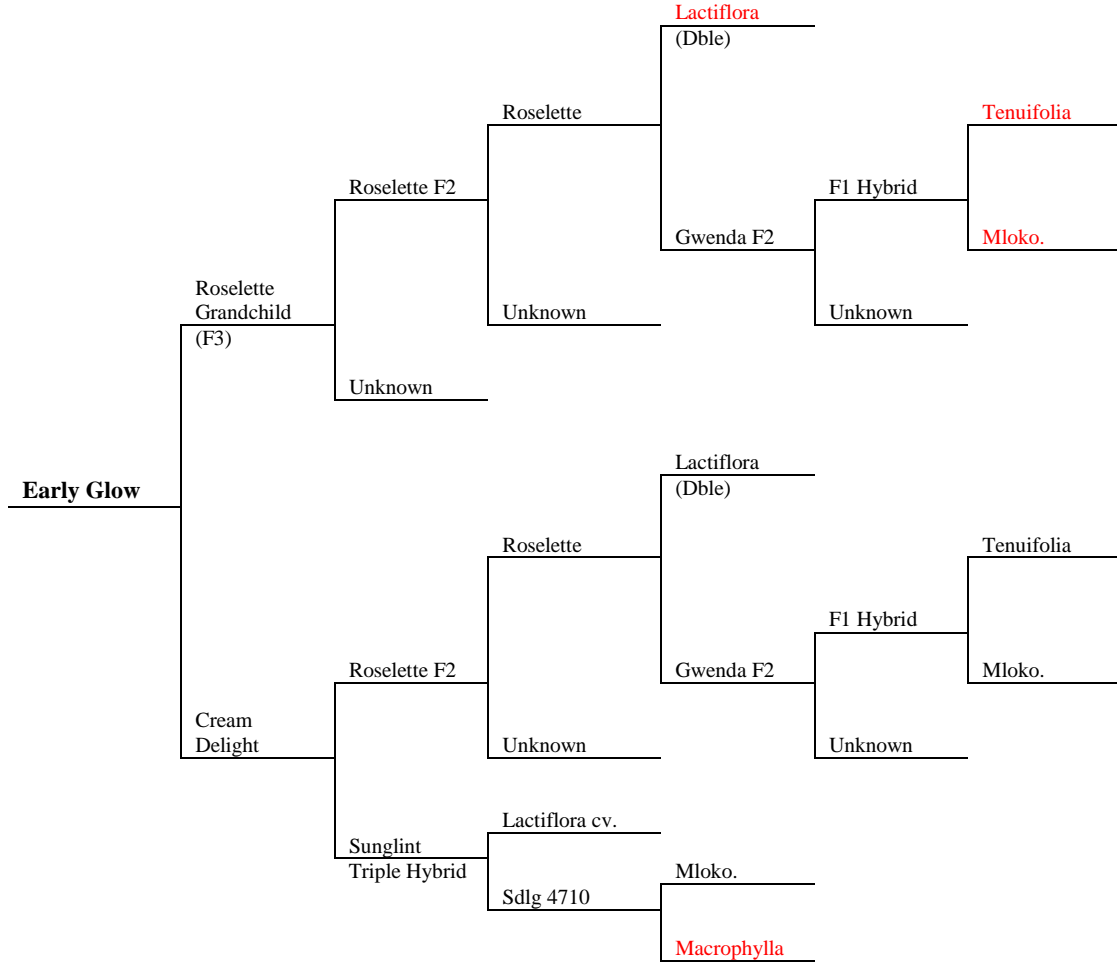 Lactiflora
(Dble)
Roselette
Tenuifolia
Roselette F2
F1 Hybrid
Gwenda F2
Mloko.
Roselette
Grandchild
(F3)
Unknown
Unknown
Unknown
Early Glow
Lactiflora
(Dble)
Roselette
Tenuifolia
F1 Hybrid
Roselette F2
Gwenda F2
Mloko.
Cream
Delight
Unknown
Unknown
Lactiflora cv.
Sunglint
Triple Hybrid
Mloko.
Sdlg 4710
Macrophylla